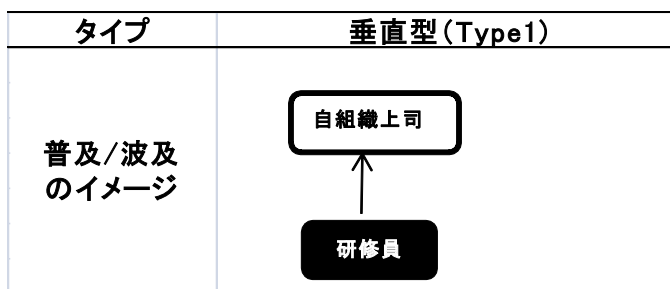 タイプ
垂直型(Type1)
自組織上司
普及/波及
のイメージ
研修員